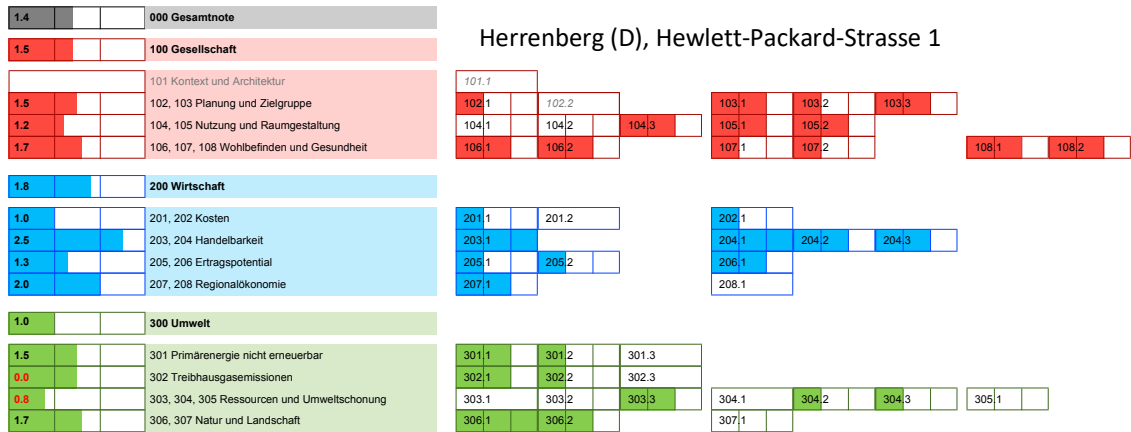 1.4 000 Gesamtnote
Herrenberg (D), Hewlett-Packard-Strasse 1
1.5 100 Gesellschaft
101 Kontext und Architektur 101.1
1.5 102, 103 Planung und Zielgruppe 102.1 102.2 103.1 103.2 103.3
1.2 104, 105 Nutzung und Raumgestaltung 104.1 104.2 104.3 105.1 105.2
1.7 106, 107, 108 Wohlbefinden und Gesundheit 106.1 106.2 107.1 107.2 108.1 108.2
1.8 200 Wirtschaft
1.0 201, 202 Kosten 201.1 201.2 202.1
2.5 203, 204 Handelbarkeit 203.1 204.1 204.2 204.3
1.3 205, 206 Ertragspotential 205.1 205.2 206.1
2.0 207, 208 Regionalökonomie 207.1 208.1
1.0 300 Umwelt
1.5 301 Primärenergie nicht erneuerbar 301.1 301.2 301.3
0.0 302 Treibhausgasemissionen 302.1 302.2 302.3
0.8 303, 304, 305 Ressourcen und Umweltschonung 303.1 303.2 303.3 304.1 304.2 304.3 305.1
1.7 306, 307 Natur und Landschaft 306.1 306.2 307.1